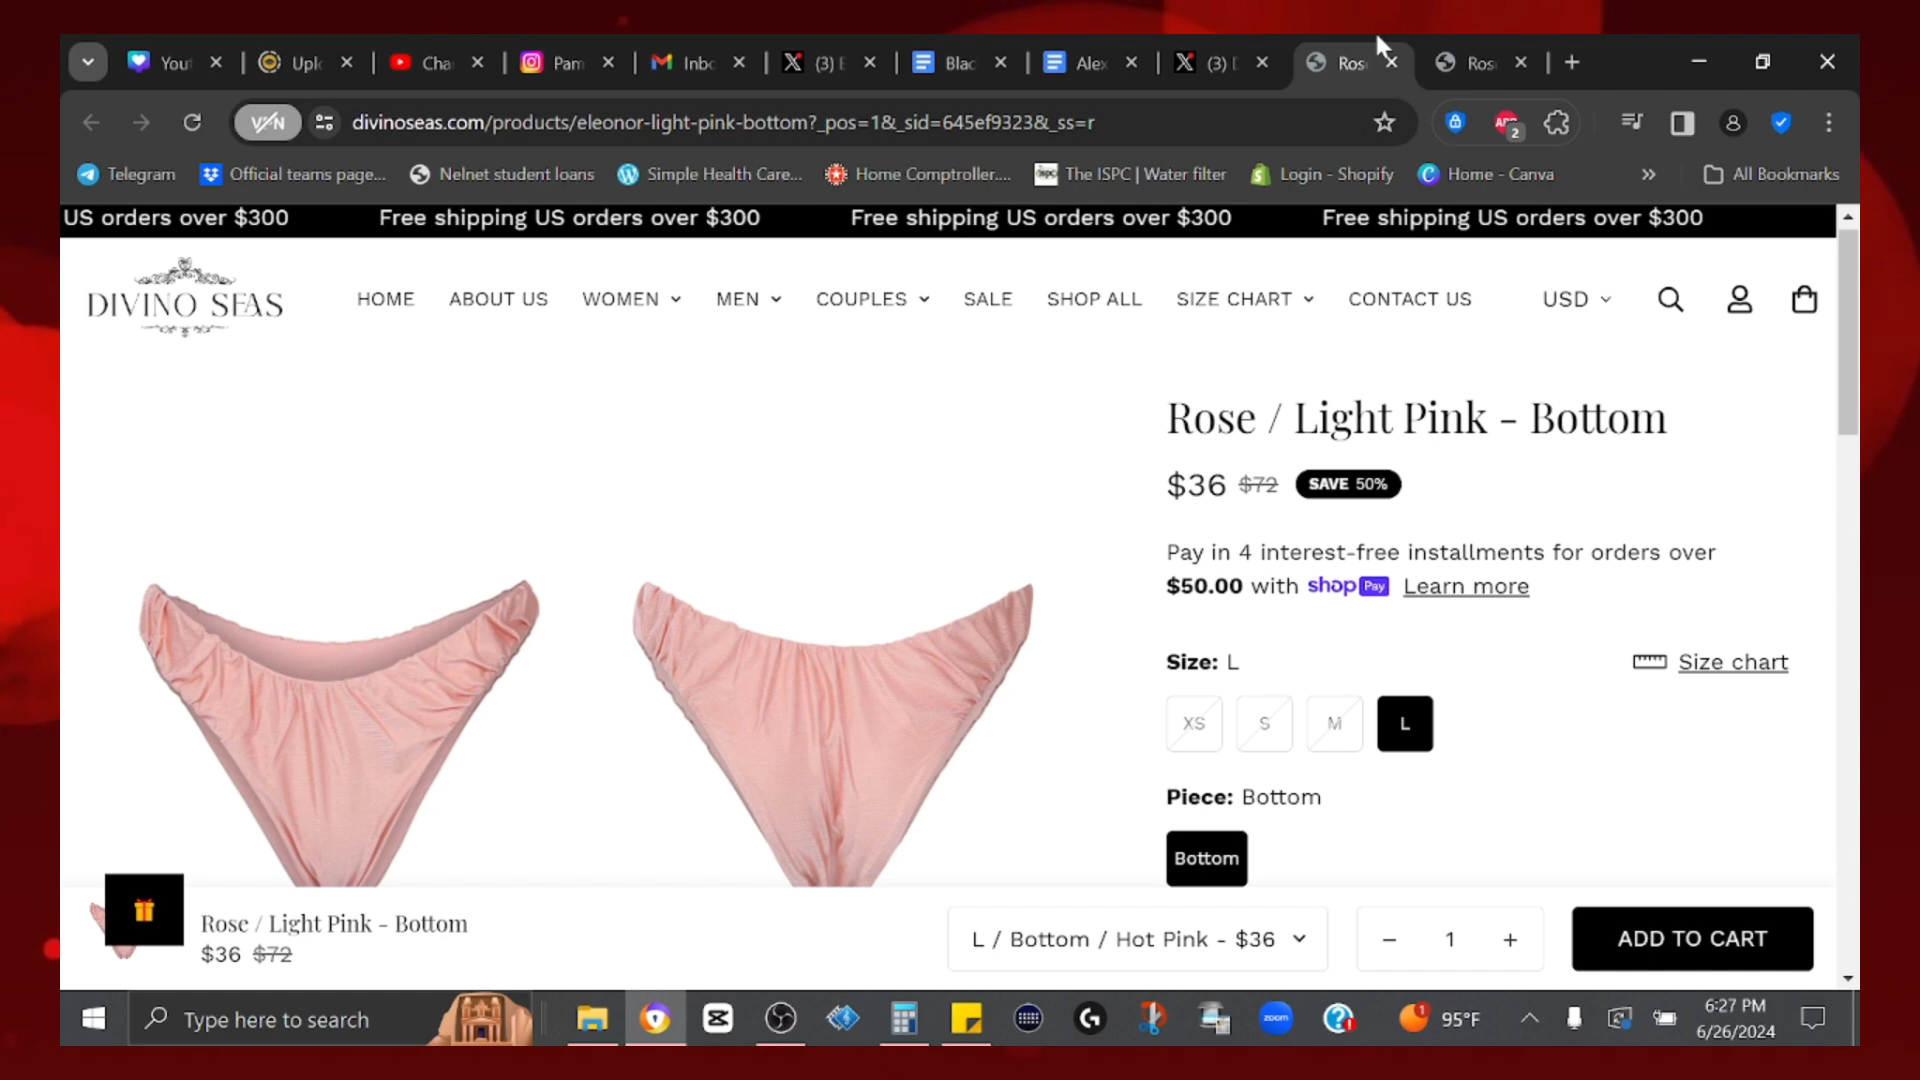 Yout
Uplo
Cha
Pam
Inbo
(3) E
Blac
Alex
(3) D
Ros
Ros
VPN
divinoseas.com/products/eleonor-light-pink-bottom?_pos=1&_sid=645ef9323&_ss=r
2
Telegram
Official teams page...
Nelnet student loans
Simple Health Care...
Home Comptroller....
The ISPC | Water filter
Login - Shopify
Home - Canva
All Bookmarks
US orders over $300
Free shipping US orders over $300
Free shipping US orders over $300
Free shipping US orders over $300
DIVINO SEAS
HOME
ABOUT US
WOMEN
MEN
COUPLES
SALE
SHOP ALL
SIZE CHART
CONTACT US
USD
Rose / Light Pink - Bottom
$36 $72 SAVE 50%
Pay in 4 interest-free installments for orders over
$50.00 with shop Pay Learn more
Size: L
Size chart
XS S M L
Piece: Bottom
Bottom
Rose / Light Pink - Bottom
$36 $72
L / Bottom / Hot Pink - $36
− 1 +
ADD TO CART
Type here to search
zoom
1
95°F
6:27 PM
6/26/2024